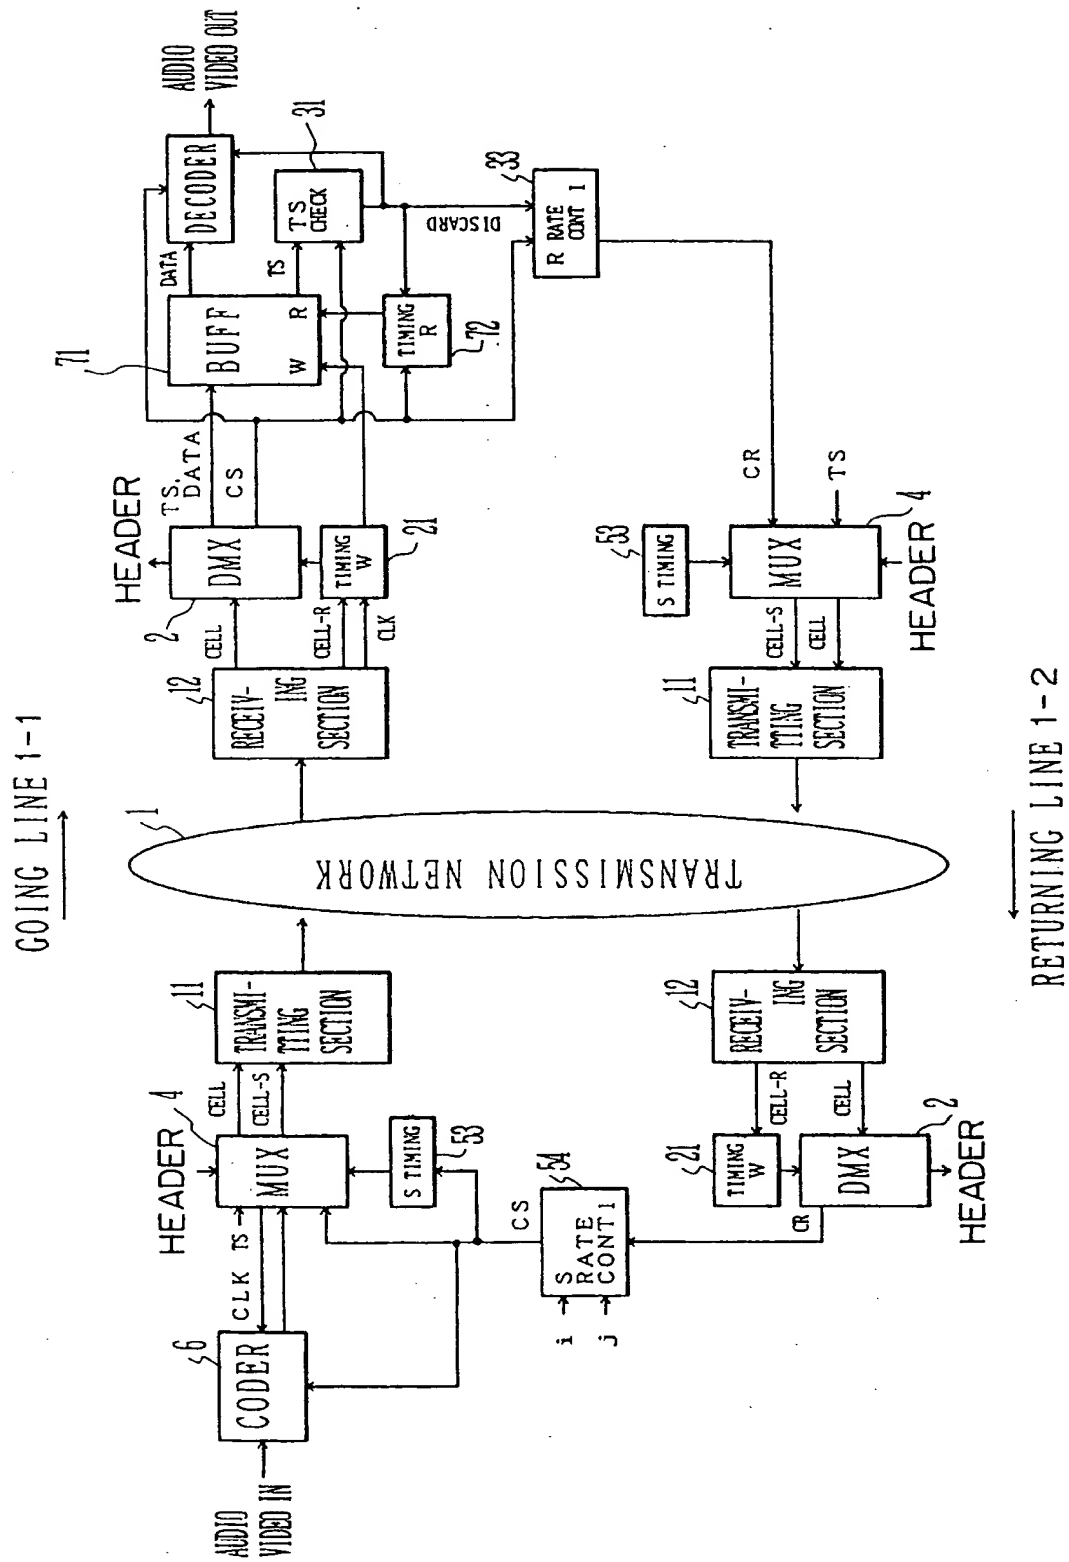 GOING LINE 1-1
AUDIO
VIDEO IN
6
CODER
CLK
TS
HEADER
4
MUX
CELL
CELL-S
S TIMING
53
11
TRANSMI-
TTING
SECTION
1
TRANSMISSION NETWORK
12
RECEIV-
ING
SECTION
CELL
CELL-R
CLK
HEADER
2
DMX
TIMING
W
21
TS.
DATA
CS
71
BUFF
W
R
DATA
TS
TIMING
R
72
DECODER
TS
CHECK
31
DISCARD
AUDIO
VIDEO OUT
33
R RATE
CONT 1
CR
TS
53
S TIMING
MUX
4
HEADER
CELL-S
CELL
11
TRANSMI-
TTING
SECTION
12
RECEIV-
ING
SECTION
CELL-R
CELL
21
TIMING
W
DMX
2
HEADER
CR
54
S
RATE
CONT1
CS
i
j
RETURNING LINE 1-2